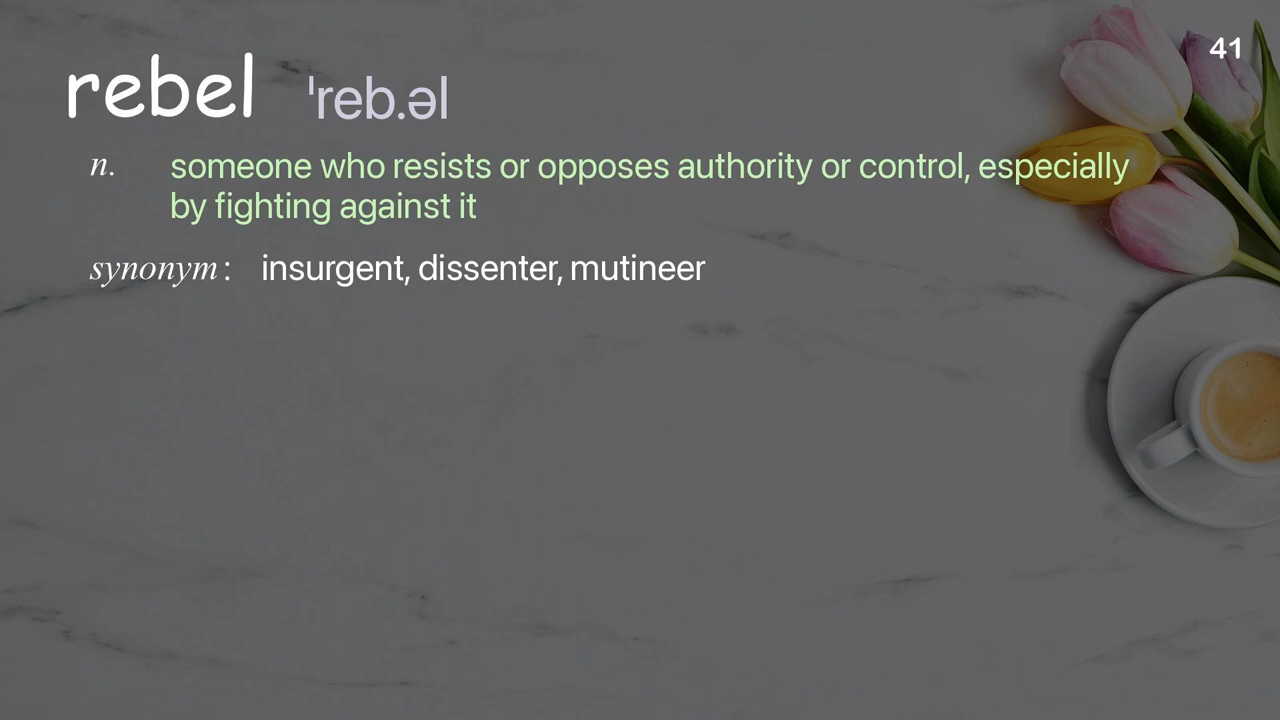 41
rebel ˈreb.əl
n. someone who resists or opposes authority or control, especially
by fighting against it
synonym : insurgent, dissenter, mutineer